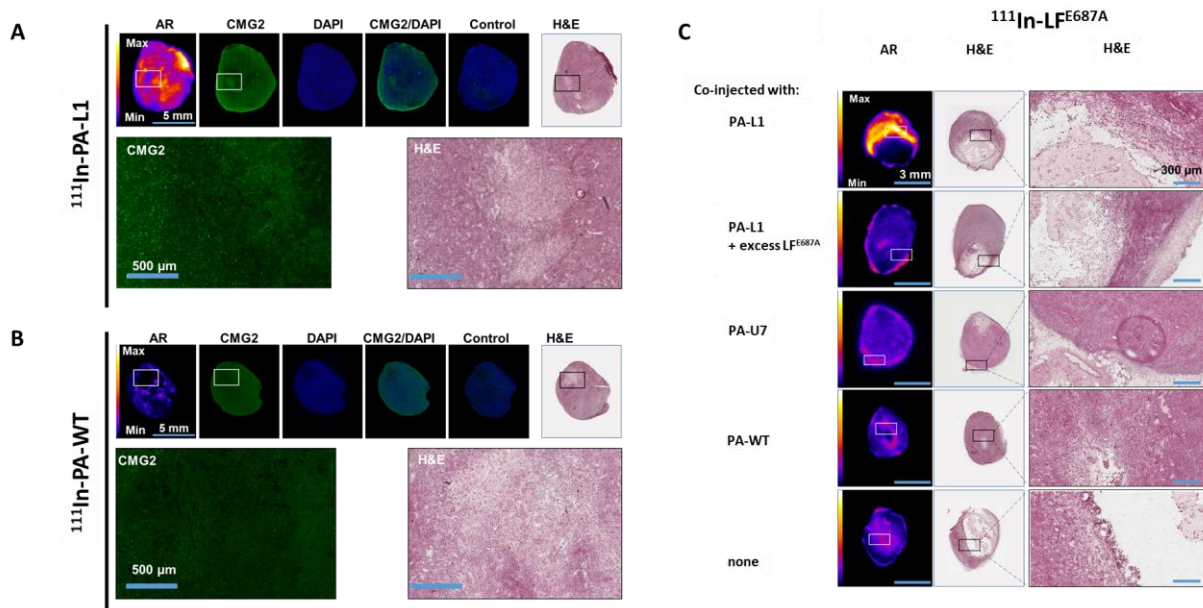 A
¹¹¹In-PA-L1
AR CMG2 DAPI CMG2/DAPI Control H&E
Max
Min 5 mm
CMG2
500 µm
H&E
B
¹¹¹In-PA-WT
AR CMG2 DAPI CMG2/DAPI Control H&E
Max
Min 5 mm
CMG2
500 µm
H&E
C
¹¹¹In-LFᴱ⁶⁸⁷ᴬ
AR H&E H&E
Co-injected with:
PA-L1
Max
Min 3 mm
300 µm
PA-L1
+ excess LFᴱ⁶⁸⁷ᴬ
PA-U7
PA-WT
none